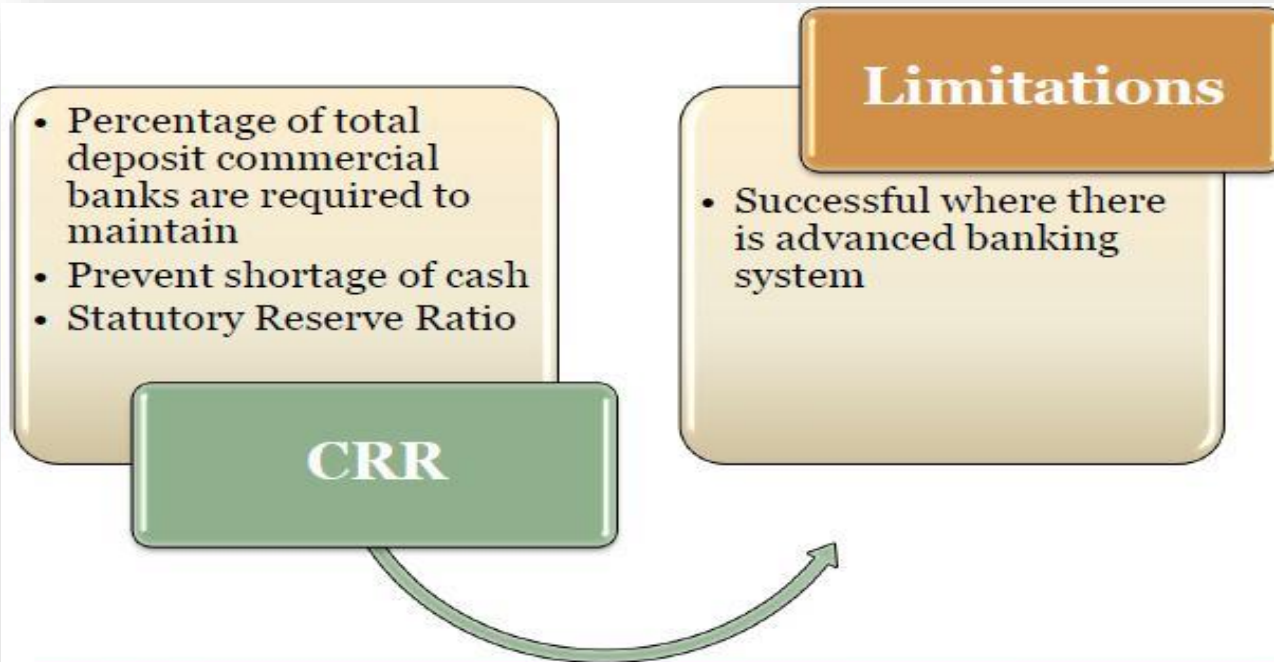 • Percentage of total
deposit commercial
banks are required to
maintain
• Prevent shortage of cash
• Statutory Reserve Ratio
CRR
Limitations
• Successful where there
is advanced banking
system